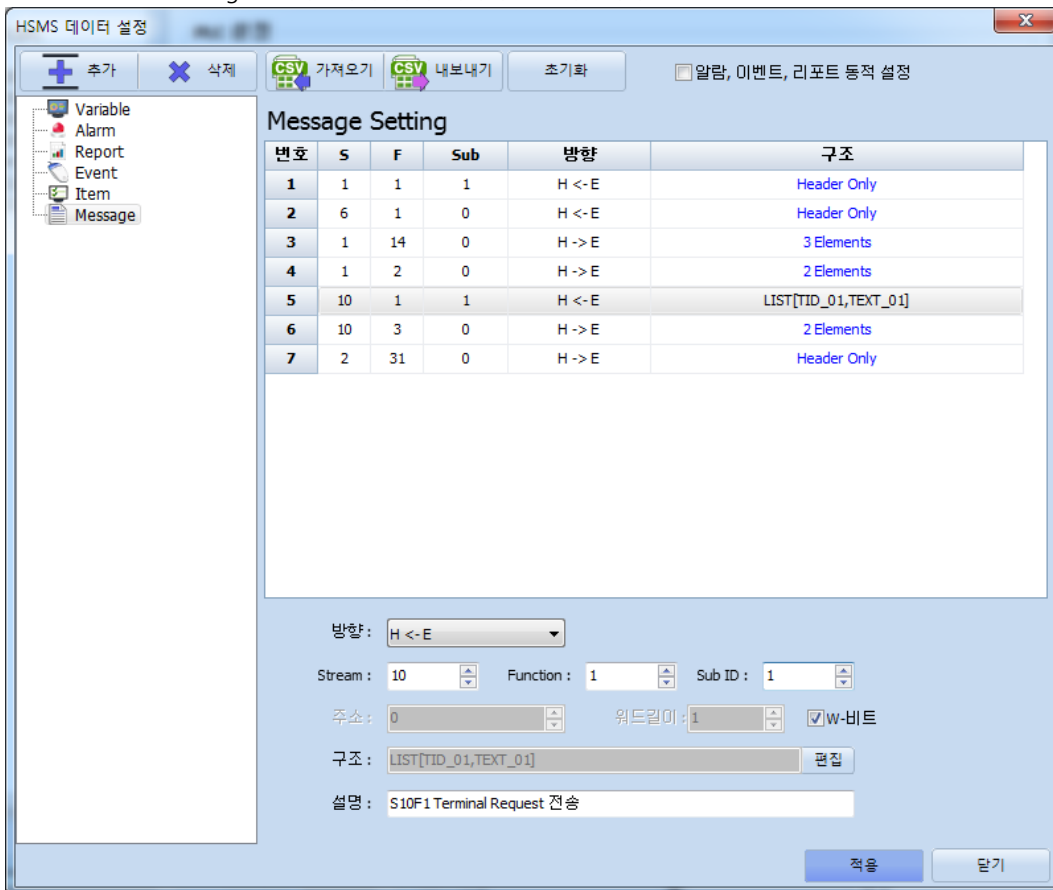 HSMS 데이터 설정
추가 삭제 CSV 가져오기 CSV 내보내기 초기화 알람, 이벤트, 리포트 동적 설정
Variable
Alarm
Report
Event
Item
Message
Message Setting
번호 S F Sub 방향 구조
1 1 1 1 H <- E Header Only
2 6 1 0 H <- E Header Only
3 1 14 0 H -> E 3 Elements
4 1 2 0 H -> E 2 Elements
5 10 1 1 H <- E LIST[TID_01,TEXT_01]
6 10 3 0 H -> E 2 Elements
7 2 31 0 H -> E Header Only
방향 : H <- E
Stream : 10 Function : 1 Sub ID : 1
주소 : 0 워드길이 : 1 W-비트
구조 : LIST[TID_01,TEXT_01] 편집
설명 : S10F1 Terminal Request 전송
적용 닫기